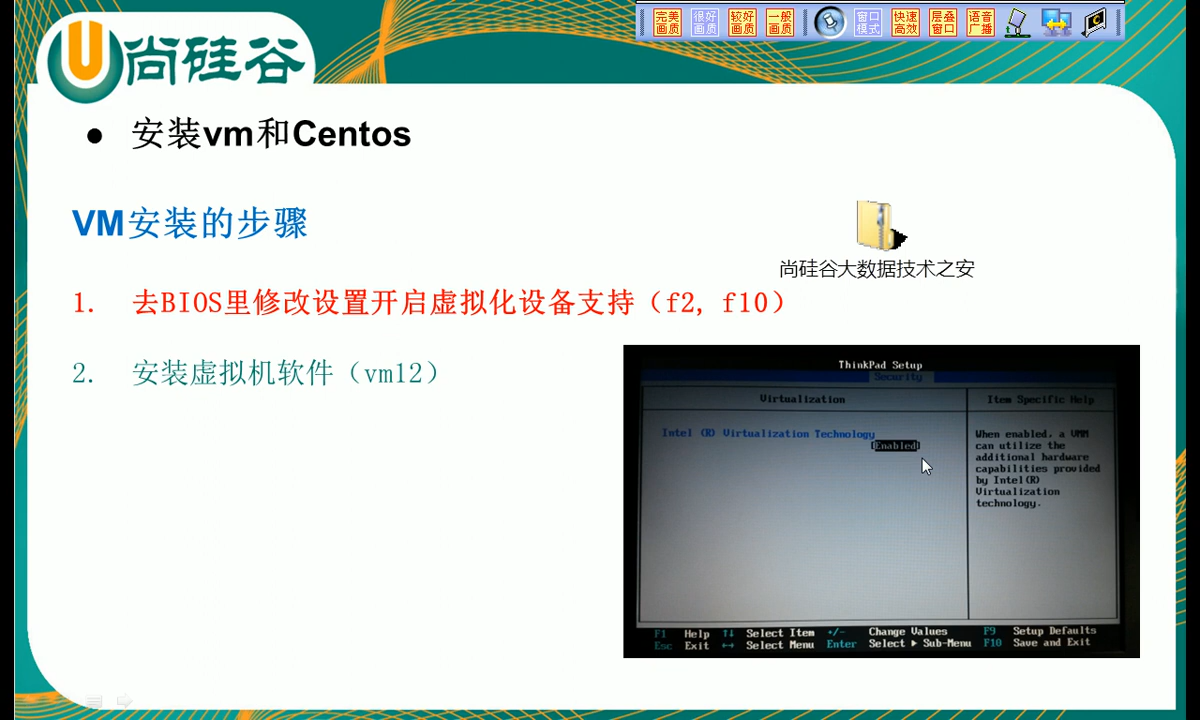 完美画质 很好画质 较好画质 一般画质 窗口模式 快速高效 层叠窗口 语音广播
尚硅谷
安装vm和Centos
VM安装的步骤
尚硅谷大数据技术之安
1. 去BIOS里修改设置开启虚拟化设备支持（f2, f10）
2. 安装虚拟机软件（vm12）
ThinkPad Setup
Security
Virtualization
Item Specific Help
Intel (R) Virtualization Technology
[Enabled]
When enabled, a VMM
can utilize the
additional hardware
capabilities provided
by Intel(R)
Virtualization
technology.
F1 Help ↑↓ Select Item +/- Change Values F9 Setup Defaults
Esc Exit ↔ Select Menu Enter Select ▶ Sub-Menu F10 Save and Exit